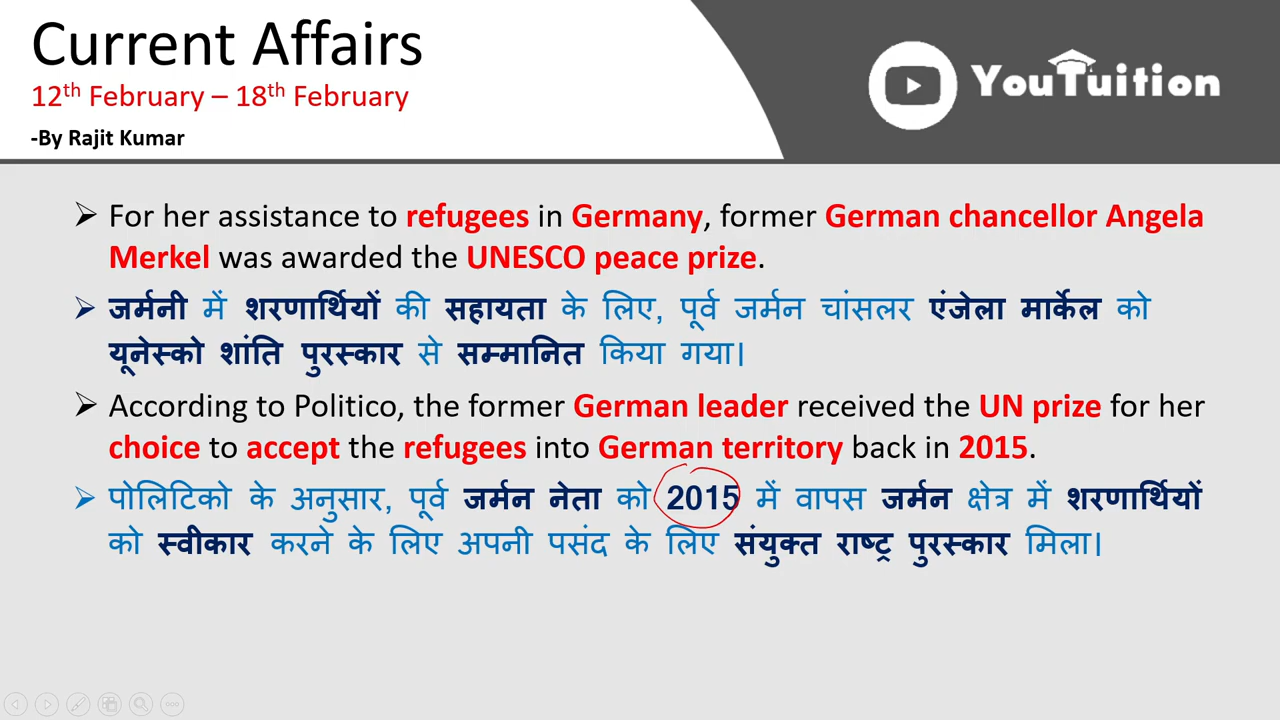 Current Affairs
12th February – 18th February
-By Rajit Kumar
YouTuition
➢ For her assistance to refugees in Germany, former German chancellor Angela
Merkel was awarded the UNESCO peace prize.
➢ जर्मनी में शरणार्थियों की सहायता के लिए, पूर्व जर्मन चांसलर एंजेला मार्केल को
यूनेस्को शांति पुरस्कार से सम्मानित किया गया।
➢ According to Politico, the former German leader received the UN prize for her
choice to accept the refugees into German territory back in 2015.
➢ पोलिटिको के अनुसार, पूर्व जर्मन नेता को 2015 में वापस जर्मन क्षेत्र में शरणार्थियों
को स्वीकार करने के लिए अपनी पसंद के लिए संयुक्त राष्ट्र पुरस्कार मिला।